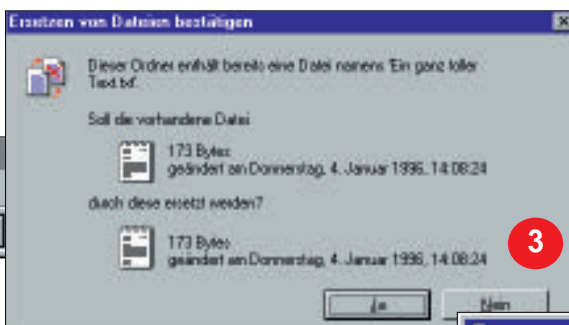 Ersetzen von Dateien bestätigen
Dieser Ordner enthält bereits eine Datei namens 'Ein ganz toller
Text.txt'.
Soll die vorhandene Datei
173 Bytes
geändert am Donnerstag, 4. Januar 1996, 14:08:24
durch diese ersetzt werden?
173 Bytes
geändert am Donnerstag, 4. Januar 1996, 14:08:24
3
Ja
Nein